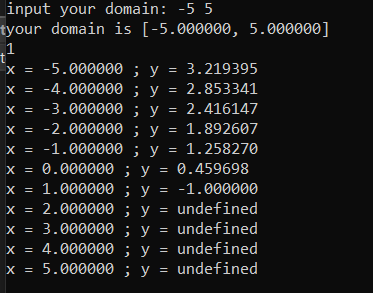 input your domain: -5 5
your domain is [-5.000000, 5.000000]
1
x = -5.000000 ; y = 3.219395
x = -4.000000 ; y = 2.853341
x = -3.000000 ; y = 2.416147
x = -2.000000 ; y = 1.892607
x = -1.000000 ; y = 1.258270
x = 0.000000 ; y = 0.459698
x = 1.000000 ; y = -1.000000
x = 2.000000 ; y = undefined
x = 3.000000 ; y = undefined
x = 4.000000 ; y = undefined
x = 5.000000 ; y = undefined